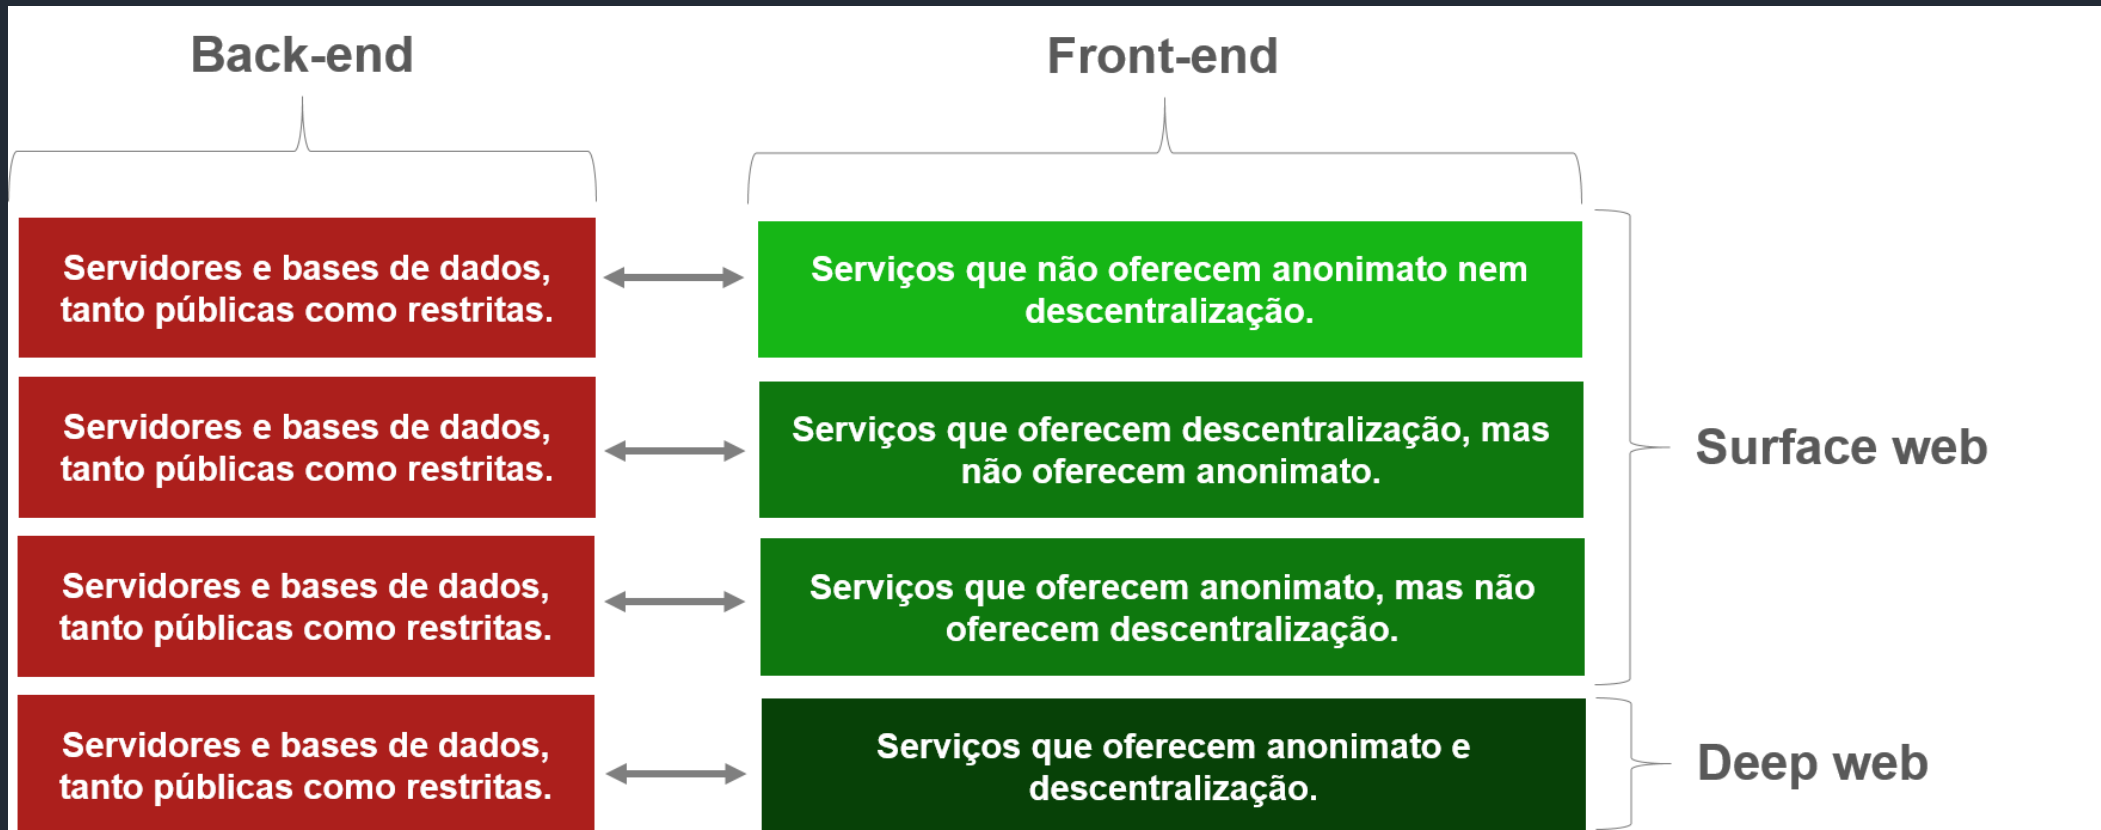 Back-end
Front-end
Servidores e bases de dados,
tanto públicas como restritas.
Serviços que não oferecem anonimato nem
descentralização.
Servidores e bases de dados,
tanto públicas como restritas.
Serviços que oferecem descentralização, mas
não oferecem anonimato.
Surface web
Servidores e bases de dados,
tanto públicas como restritas.
Serviços que oferecem anonimato, mas não
oferecem descentralização.
Servidores e bases de dados,
tanto públicas como restritas.
Serviços que oferecem anonimato e
descentralização.
Deep web